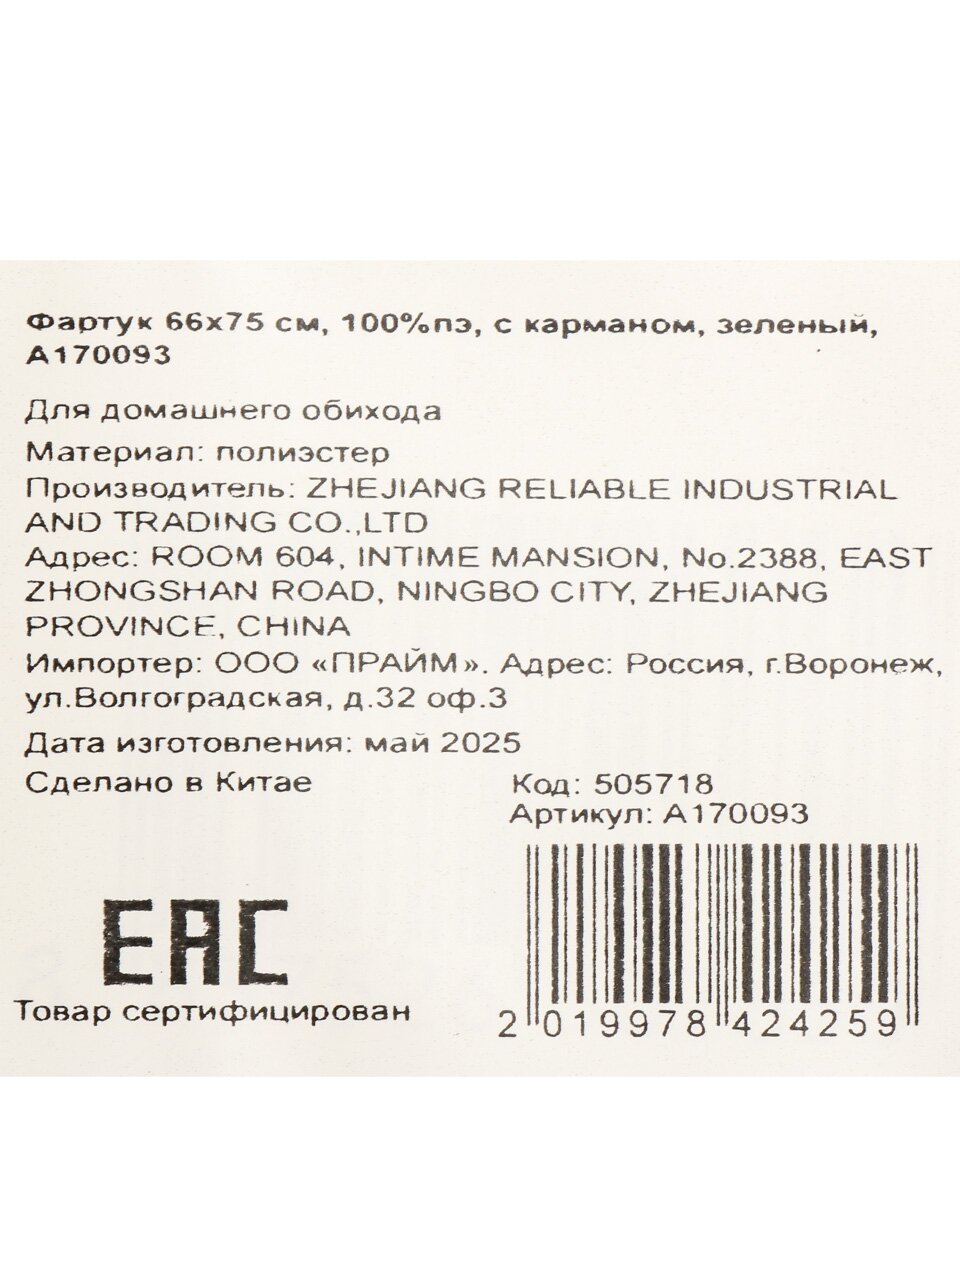 Фартук 66х75 см, 100%пэ, с карманом, зеленый,
А170093
Для домашнего обихода
Материал: полиэстер
Производитель: ZHEJIANG RELIABLE INDUSTRIAL
AND TRADING CO.,LTD
Адрес: ROOM 604, INTIME MANSION, No.2388, EAST
ZHONGSHAN ROAD, NINGBO CITY, ZHEJIANG
PROVINCE, CHINA
Импортер: ООО «ПРАЙМ». Адрес: Россия, г.Воронеж,
ул.Волгоградская, д.32 оф.3
Дата изготовления: май 2025
Сделано в Китае
Код: 505718
Артикул: А170093
ЕАС
Товар сертифицирован
2 019978 424259